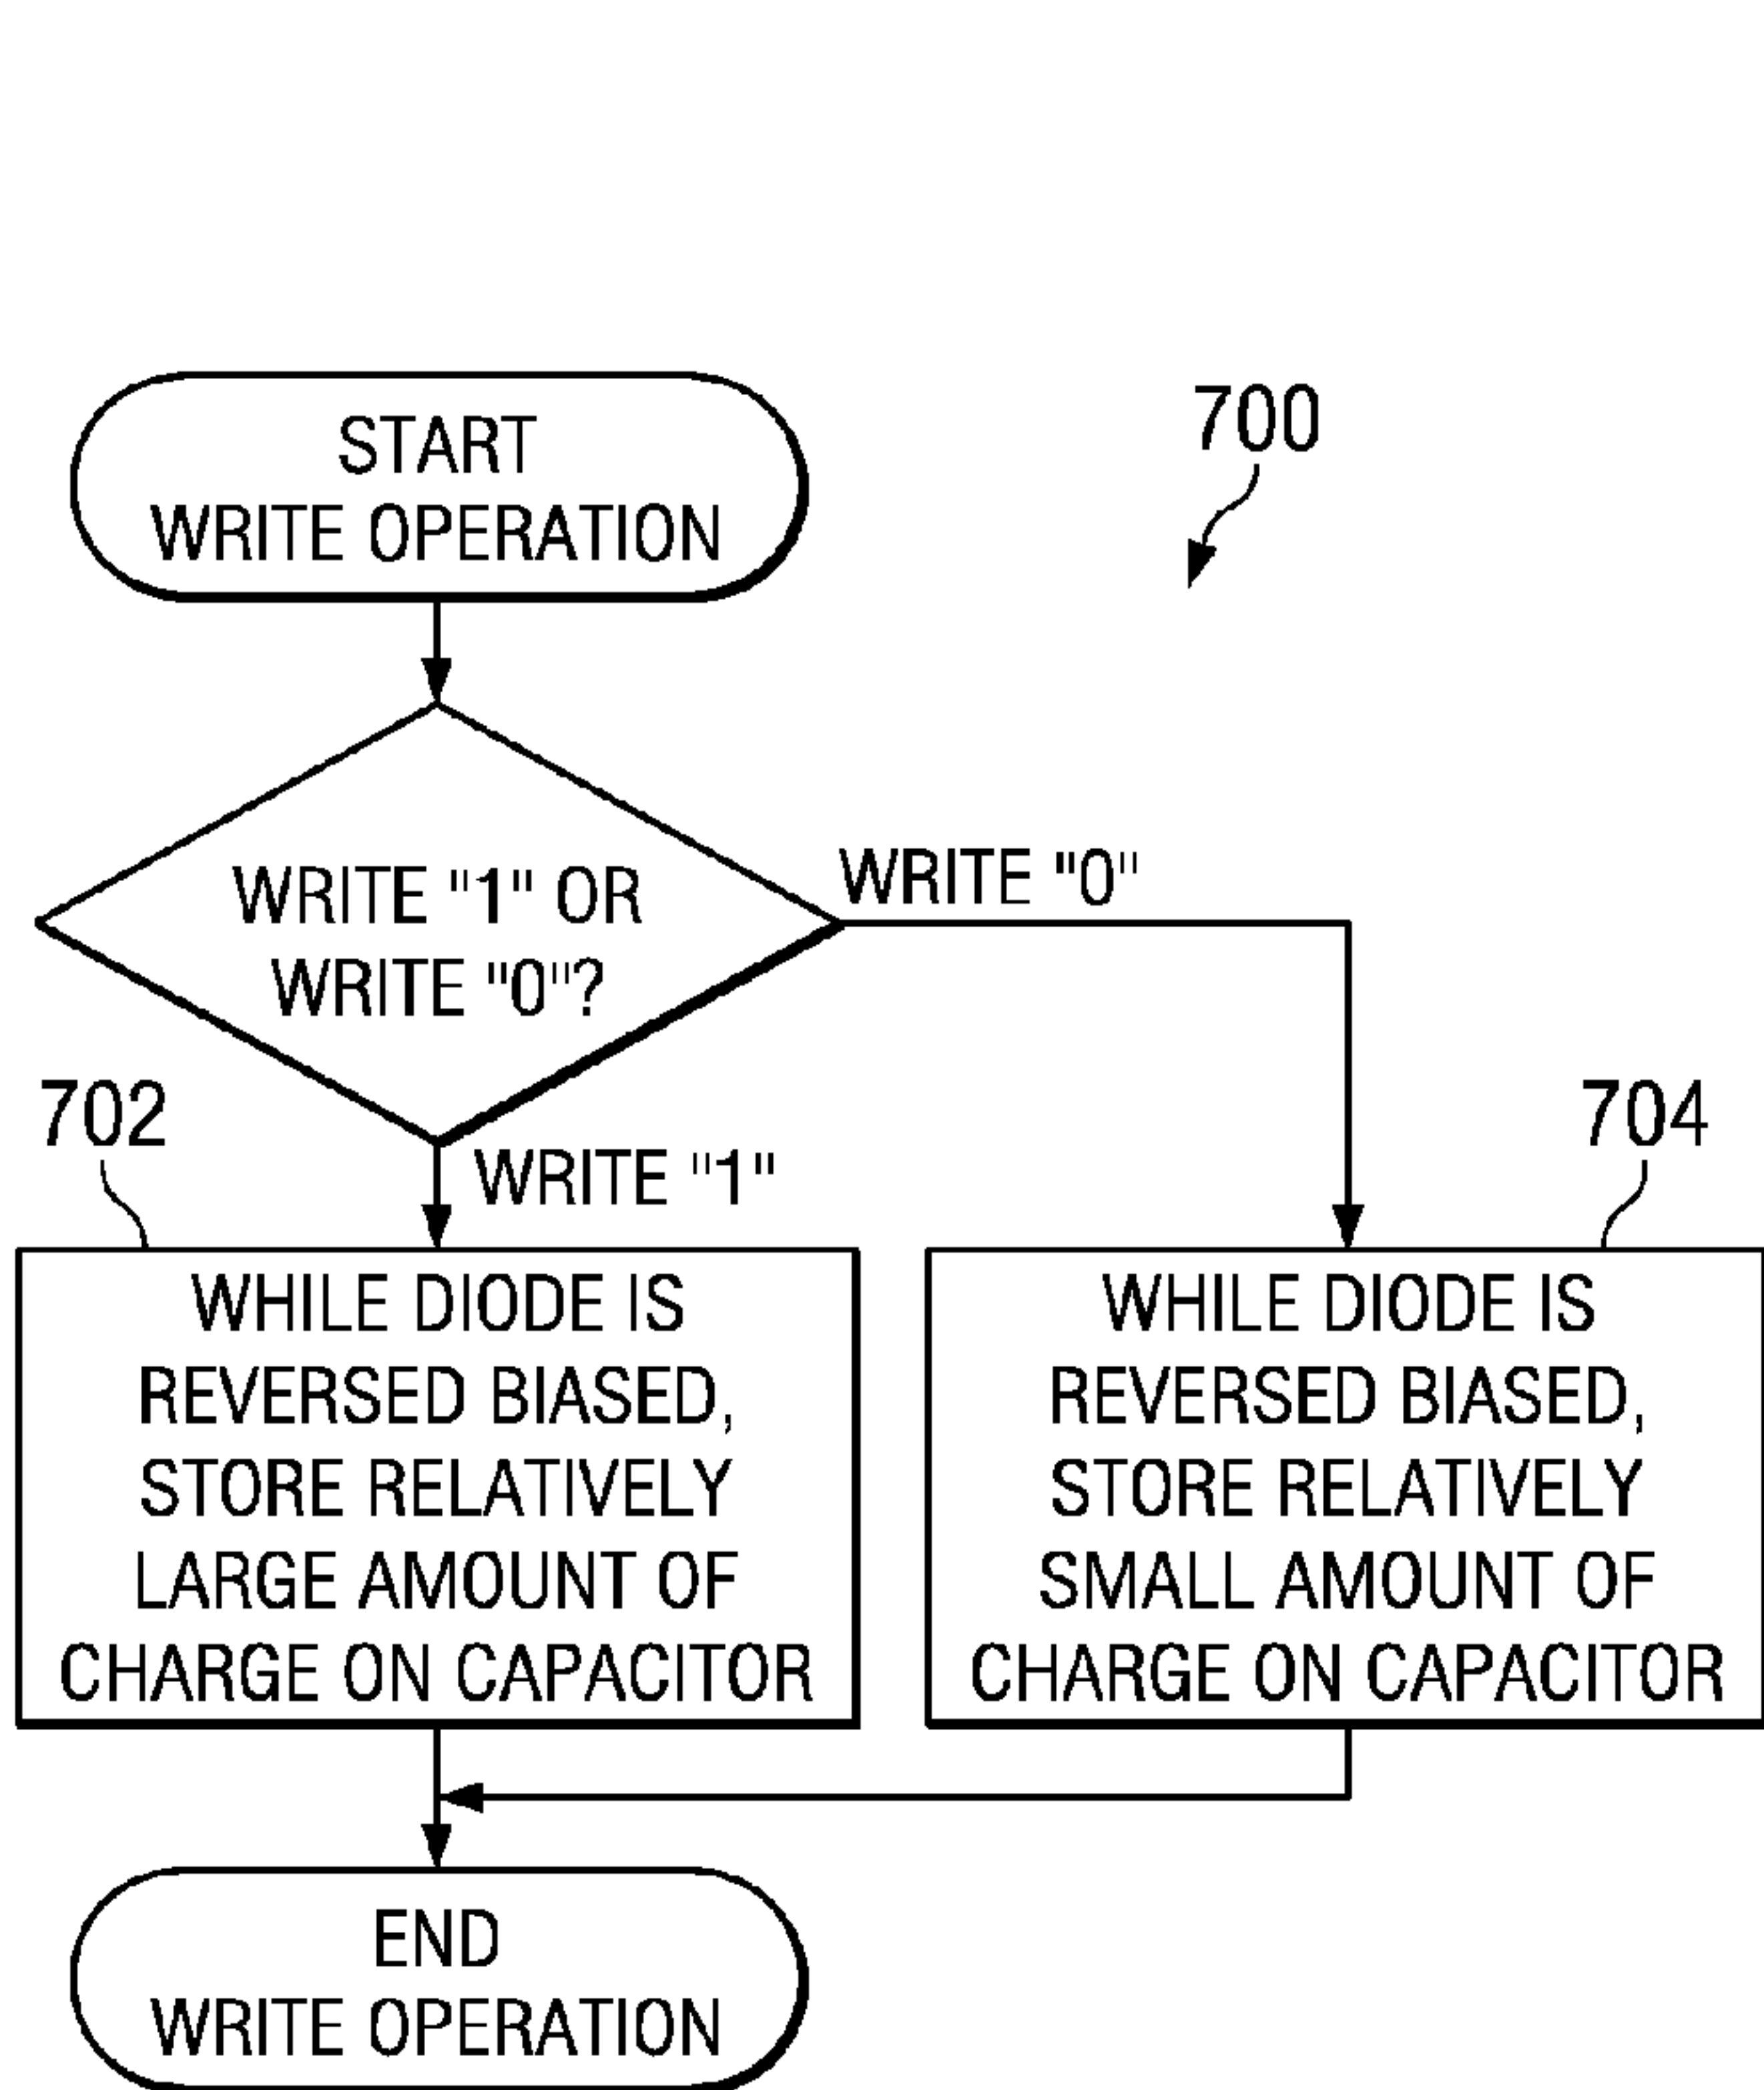 START
WRITE OPERATION
700
WRITE "1" OR
WRITE "0"?
WRITE "0"
WRITE "1"
702
WHILE DIODE IS
REVERSED BIASED,
STORE RELATIVELY
LARGE AMOUNT OF
CHARGE ON CAPACITOR
704
WHILE DIODE IS
REVERSED BIASED,
STORE RELATIVELY
SMALL AMOUNT OF
CHARGE ON CAPACITOR
END
WRITE OPERATION